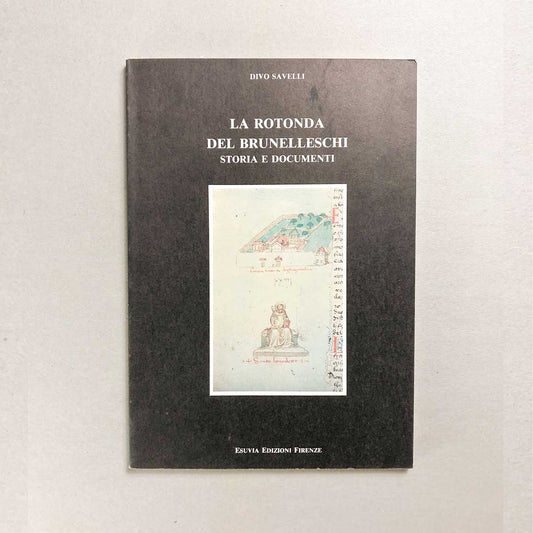 DIVO SAVELLI
LA ROTONDA
DEL BRUNELLESCHI
STORIA E DOCUMENTI
ESUVIA EDIZIONI FIRENZE